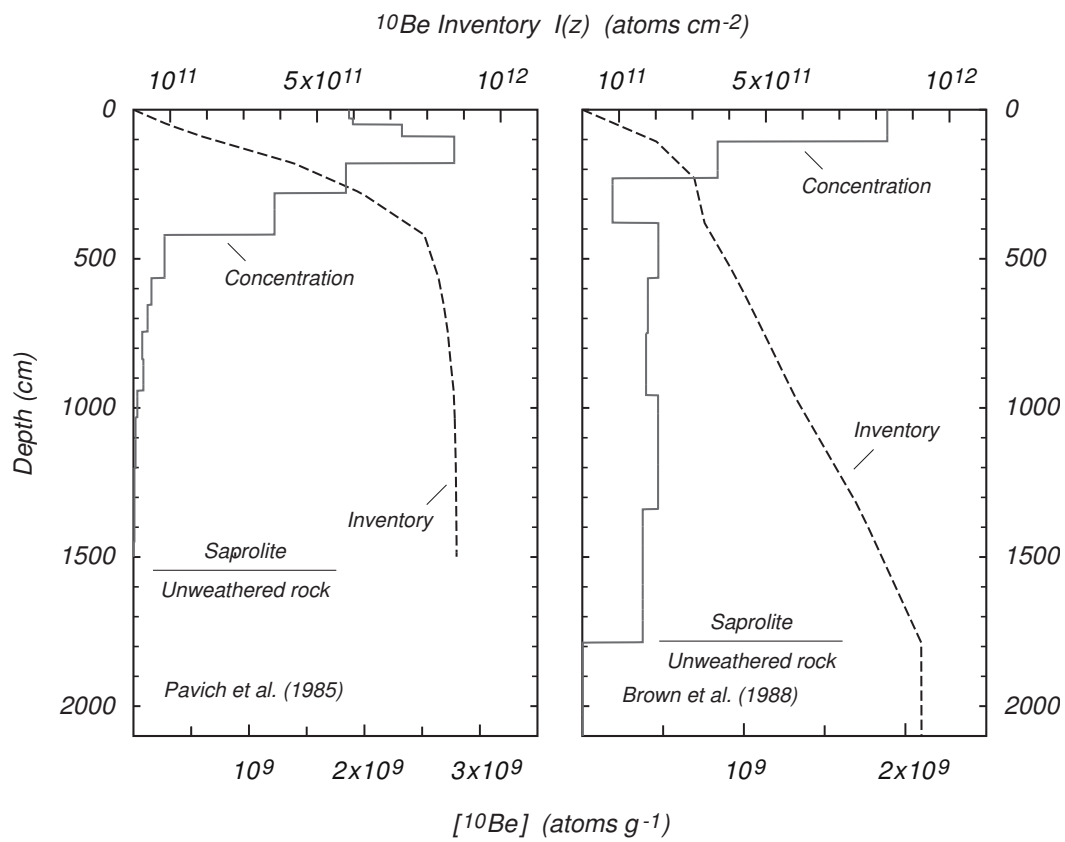 10Be Inventory I(z) (atoms cm-2)
10^11 5x10^11 10^12 10^11 5x10^11 10^12
0 0
Concentration
500 Concentration 500
Depth (cm)
1000 1000
Inventory
Inventory
1500 Saprolite 1500
Unweathered rock
Saprolite
Unweathered rock
Pavich et al. (1985) Brown et al. (1988)
2000 2000
10^9 2x10^9 3x10^9 10^9 2x10^9
[10Be] (atoms g-1)